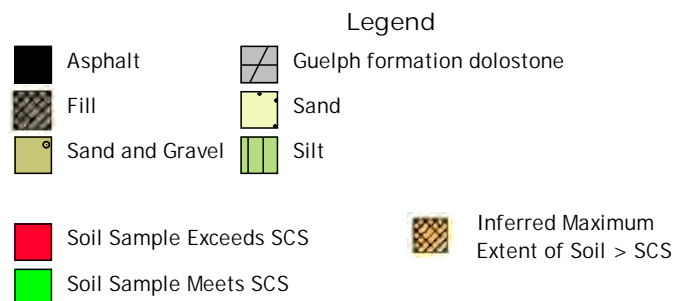 Legend
Asphalt
Guelph formation dolostone
Fill
Sand
Sand and Gravel
Silt
Soil Sample Exceeds SCS
Soil Sample Meets SCS
Inferred Maximum
Extent of Soil > SCS